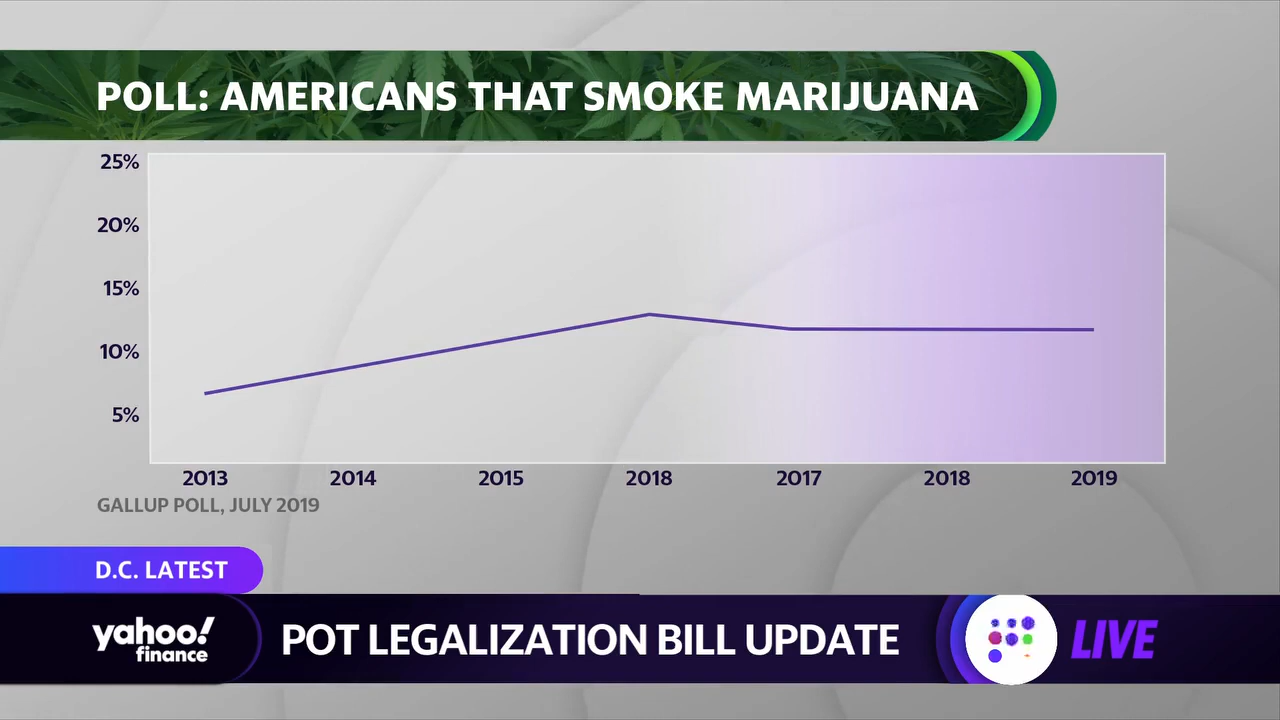 POLL: AMERICANS THAT SMOKE MARIJUANA
25%
20%
15%
10%
5%
2013 2014 2015 2018 2017 2018 2019
GALLUP POLL, JULY 2019
D.C. LATEST
yahoo!
finance
POT LEGALIZATION BILL UPDATE
LIVE